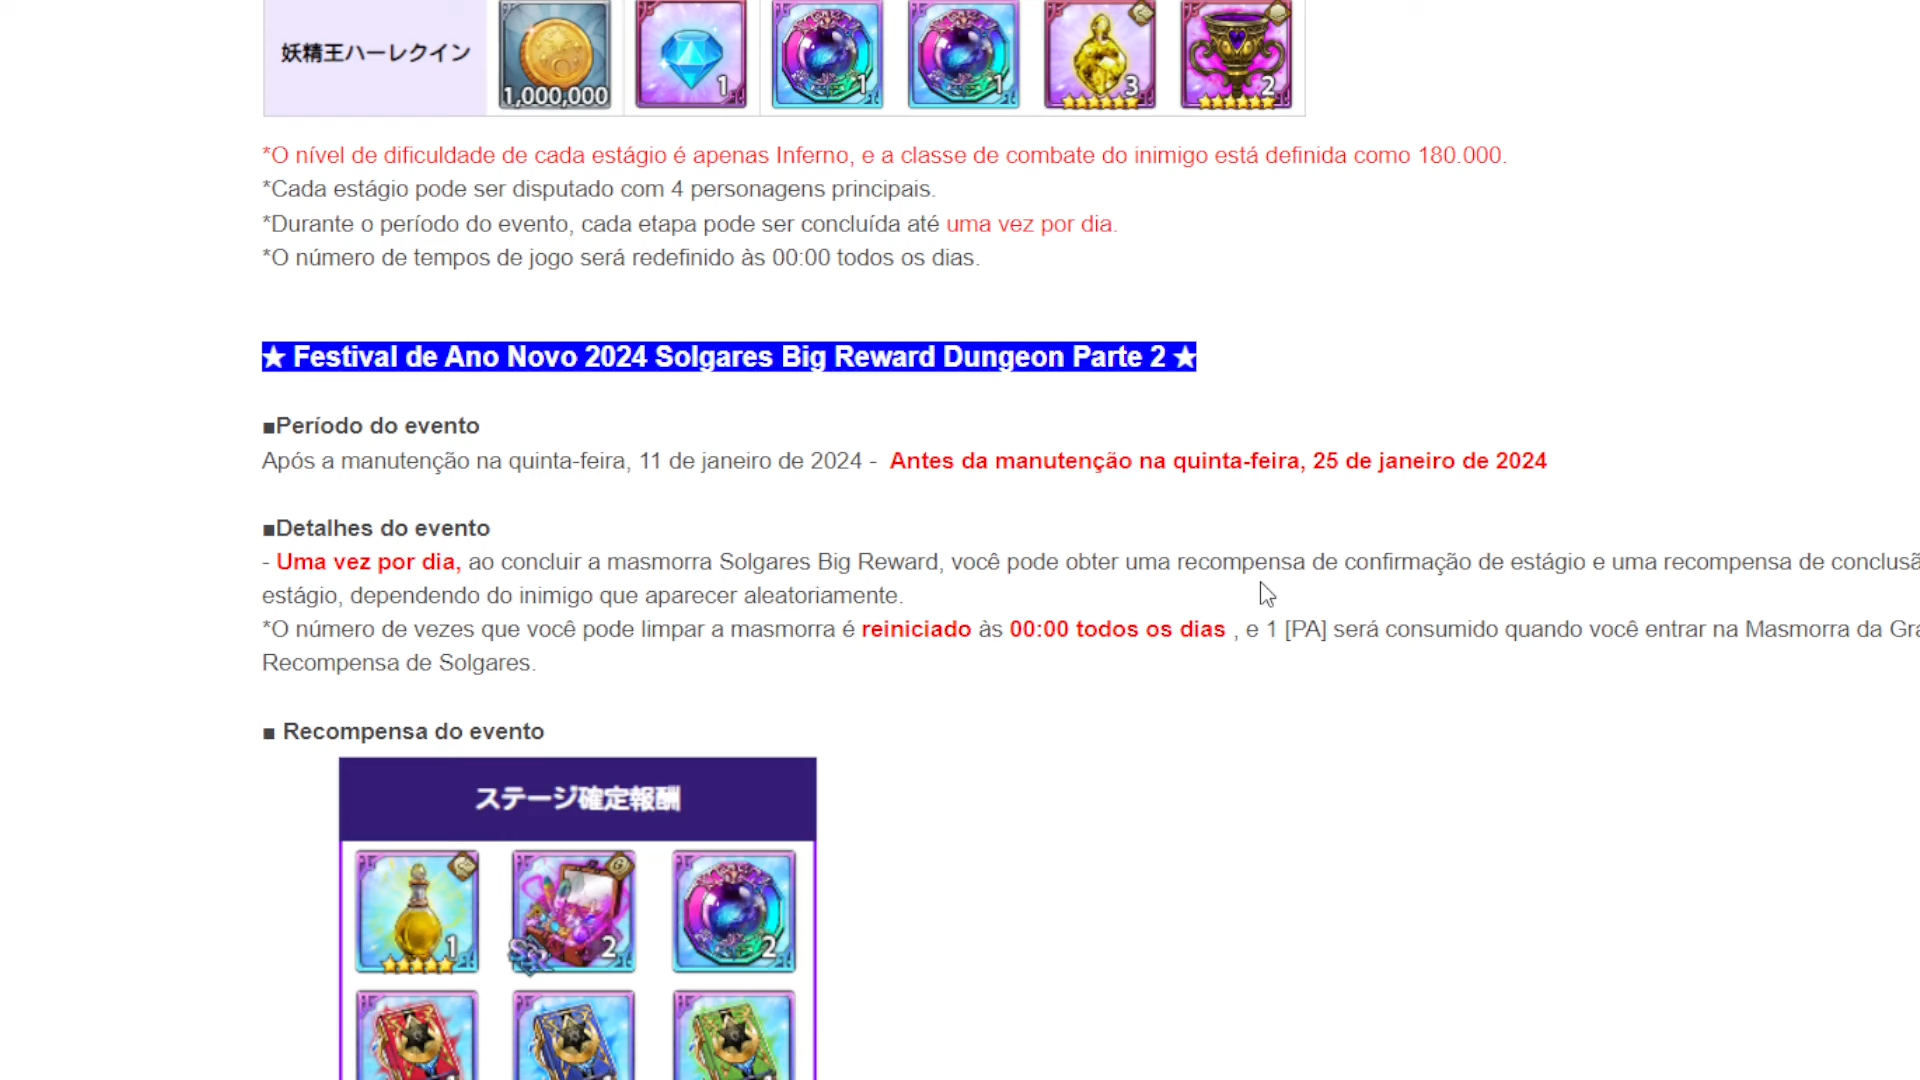 妖精王ハーレクイン
1,000,000
1
1
1
3
2
*O nível de dificuldade de cada estágio é apenas Inferno, e a classe de combate do inimigo está definida como 180.000.
*Cada estágio pode ser disputado com 4 personagens principais.
*Durante o período do evento, cada etapa pode ser concluída até uma vez por dia.
*O número de tempos de jogo será redefinido às 00:00 todos os dias.
★ Festival de Ano Novo 2024 Solgares Big Reward Dungeon Parte 2 ★
■Período do evento
Após a manutenção na quinta-feira, 11 de janeiro de 2024 - Antes da manutenção na quinta-feira, 25 de janeiro de 2024
■Detalhes do evento
- Uma vez por dia, ao concluir a masmorra Solgares Big Reward, você pode obter uma recompensa de confirmação de estágio e uma recompensa de
estágio, dependendo do inimigo que aparecer aleatoriamente.
*O número de vezes que você pode limpar a masmorra é reiniciado às 00:00 todos os dias , e 1 [PA] será consumido quando você entrar na Masmorra da
Recompensa de Solgares.
■ Recompensa do evento
ステージ確定報酬
1
2
2